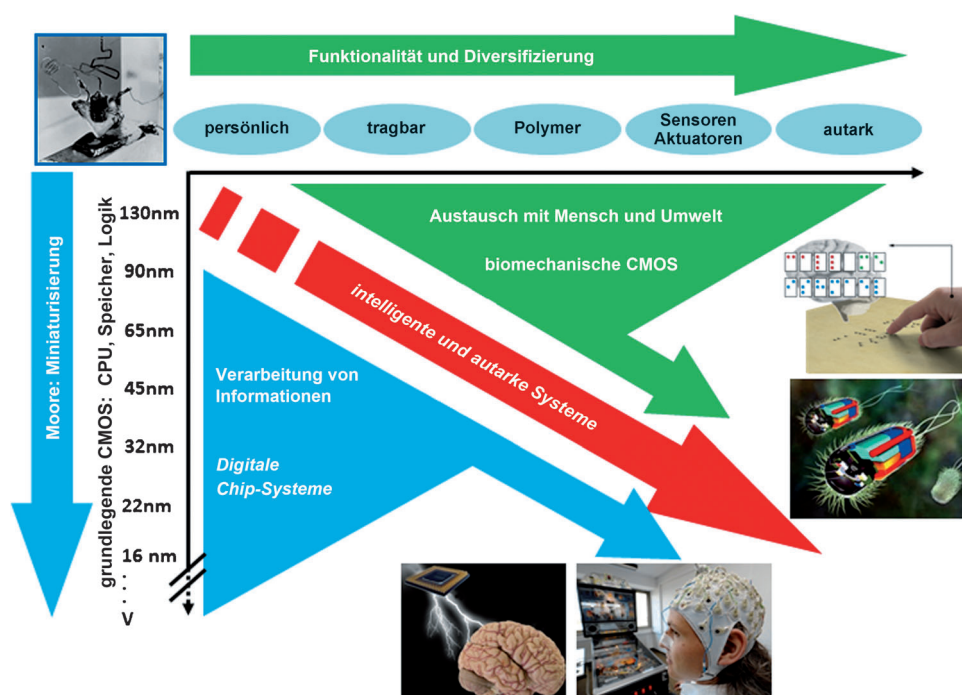 Funktionalität und Diversifizierung
persönlich
tragbar
Polymer
Sensoren
Aktuatoren
autark
Moore: Miniaturisierung
grundlegende CMOS: CPU, Speicher, Logik
130nm
90nm
65nm
45nm
32nm
22nm
16 nm
V
Austausch mit Mensch und Umwelt
biomechanische CMOS
intelligente und autarke Systeme
Verarbeitung von
Informationen
Digitale
Chip-Systeme